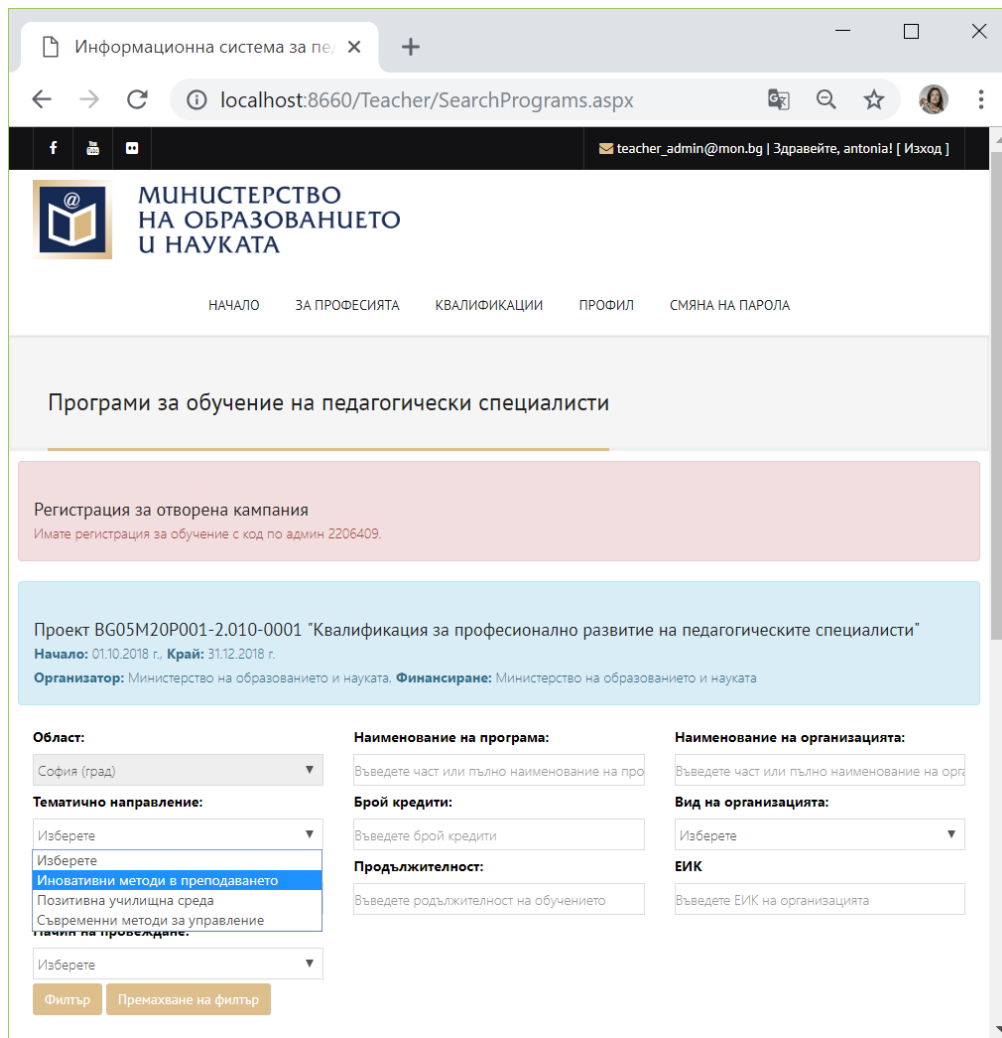 Информационна система за пе
localhost:8660/Teacher/SearchPrograms.aspx
teacher_admin@mon.bg | Здравейте, antonia! [ Изход ]
МИНИСТЕРСТВО
НА ОБРАЗОВАНИЕТО
И НАУКАТА
НАЧАЛО ЗА ПРОФЕСИЯТА КВАЛИФИКАЦИИ ПРОФИЛ СМЯНА НА ПАРОЛА
Програми за обучение на педагогически специалисти
Регистрация за отворена кампания
Имате регистрация за обучение с код по админ 2206409.
Проект BG05M20P001-2.010-0001 "Квалификация за професионално развитие на педагогическите специалисти"
Начало: 01.10.2018 г., Край: 31.12.2018 г.
Организатор: Министерство на образованието и науката, Финансиране: Министерство на образованието и науката
Област: Наименование на програма: Наименование на организацията:
София (град) Въведете част или пълно наименование на про Въведете част или пълно наименование на орга
Тематично направление: Брой кредити: Вид на организацията:
Изберете Въведете брой кредити Изберете
Изберете Продължителност: ЕИК
Иновативни методи в преподаването
Позитивна училищна среда Въведете родължителност на обучението Въведете ЕИК на организацията
Съвременни методи за управление
Начин на провеждане:
Изберете
Филтър Премахване на филтър